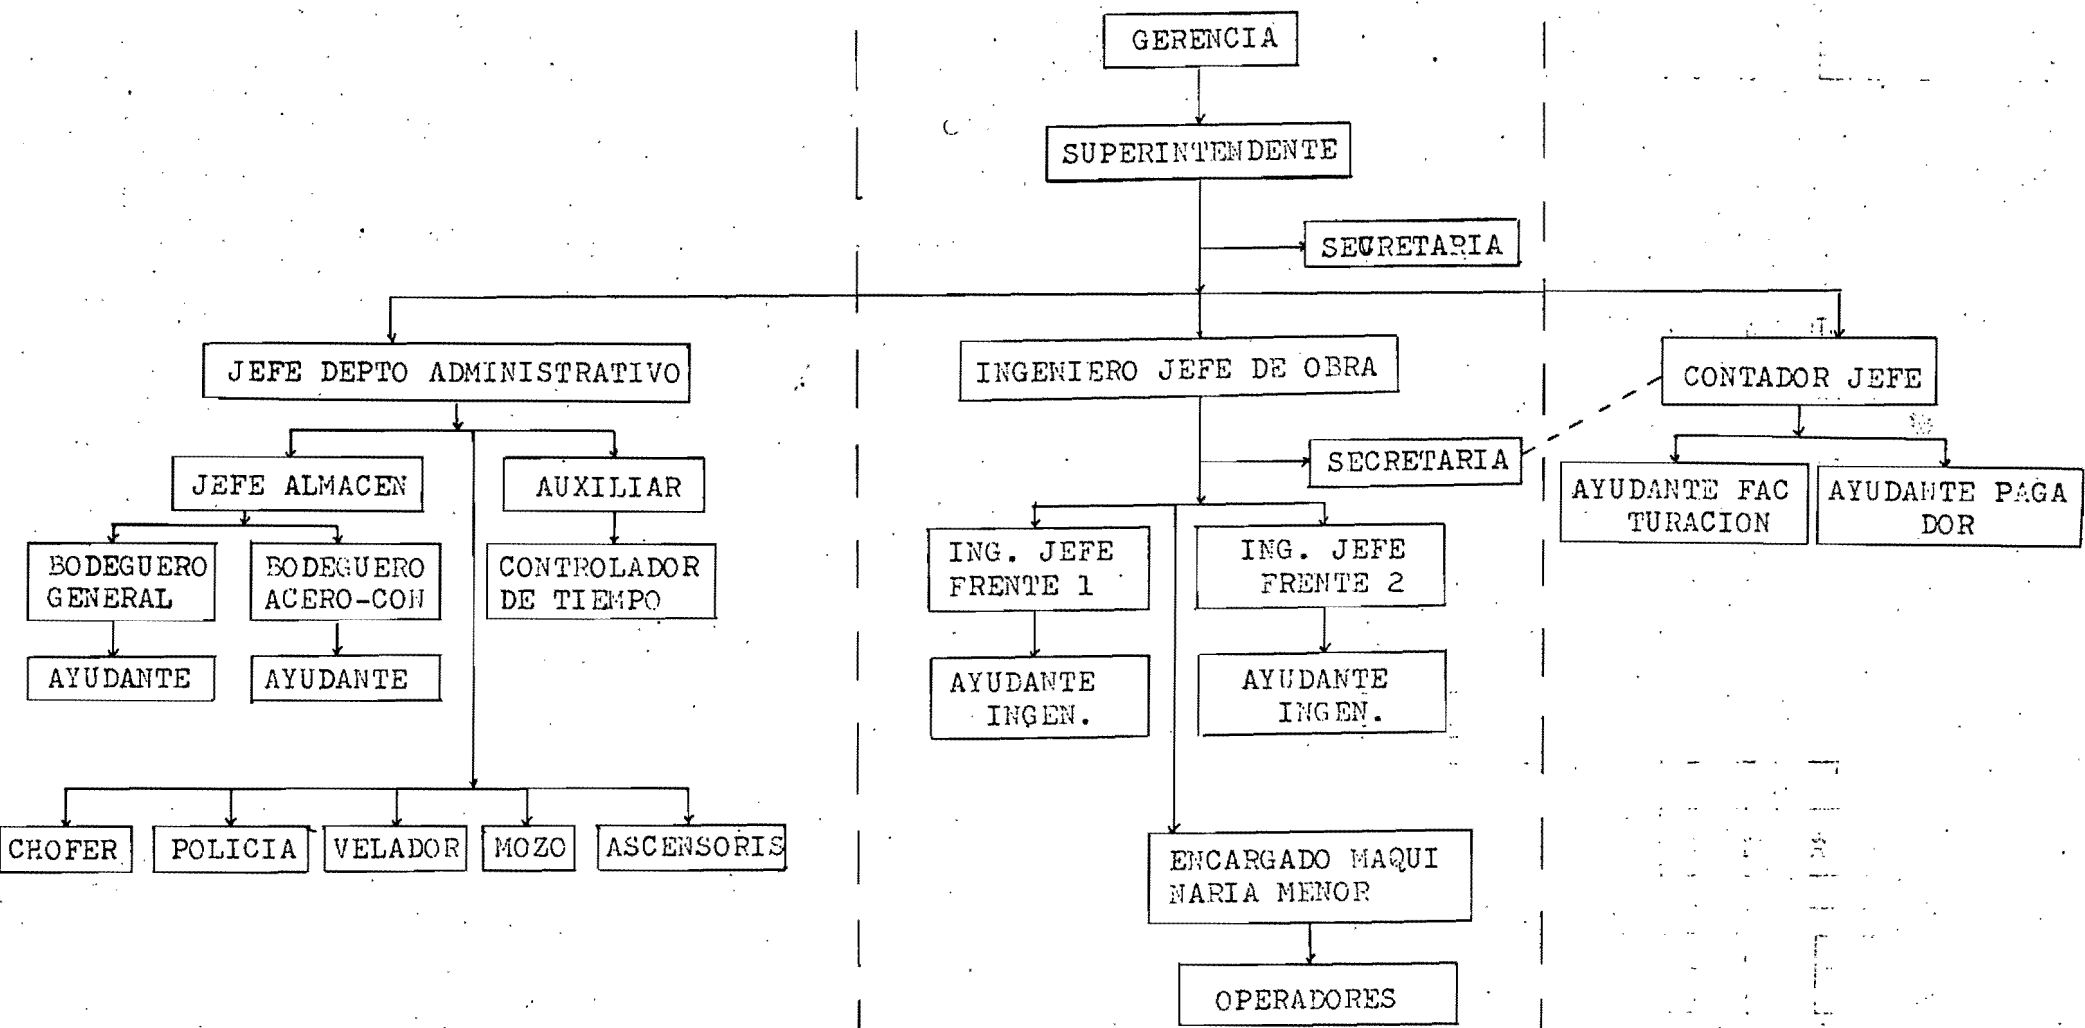 GERENCIA
SUPERINTENDENTE
SECRETARIA
JEFE DEPTO ADMINISTRATIVO
INGENIERO JEFE DE OBRA
CONTADOR JEFE
JEFE ALMACEN
AUXILIAR
SECRETARIA
AYUDANTE FAC
TURACION
AYUDANTE PAGA
DOR
BODEGUERO
GENERAL
BODEGUERO
ACERO-CON
CONTROLADOR
DE TIEMPO
ING. JEFE
FRENTE 1
ING. JEFE
FRENTE 2
AYUDANTE
AYUDANTE
AYUDANTE
INGEN.
AYUDANTE
INGEN.
CHOFER
POLICIA
VELADOR
MOZO
ASCENSORIS
ENCARGADO MAQUI
NARIA MENOR
OPERADORES